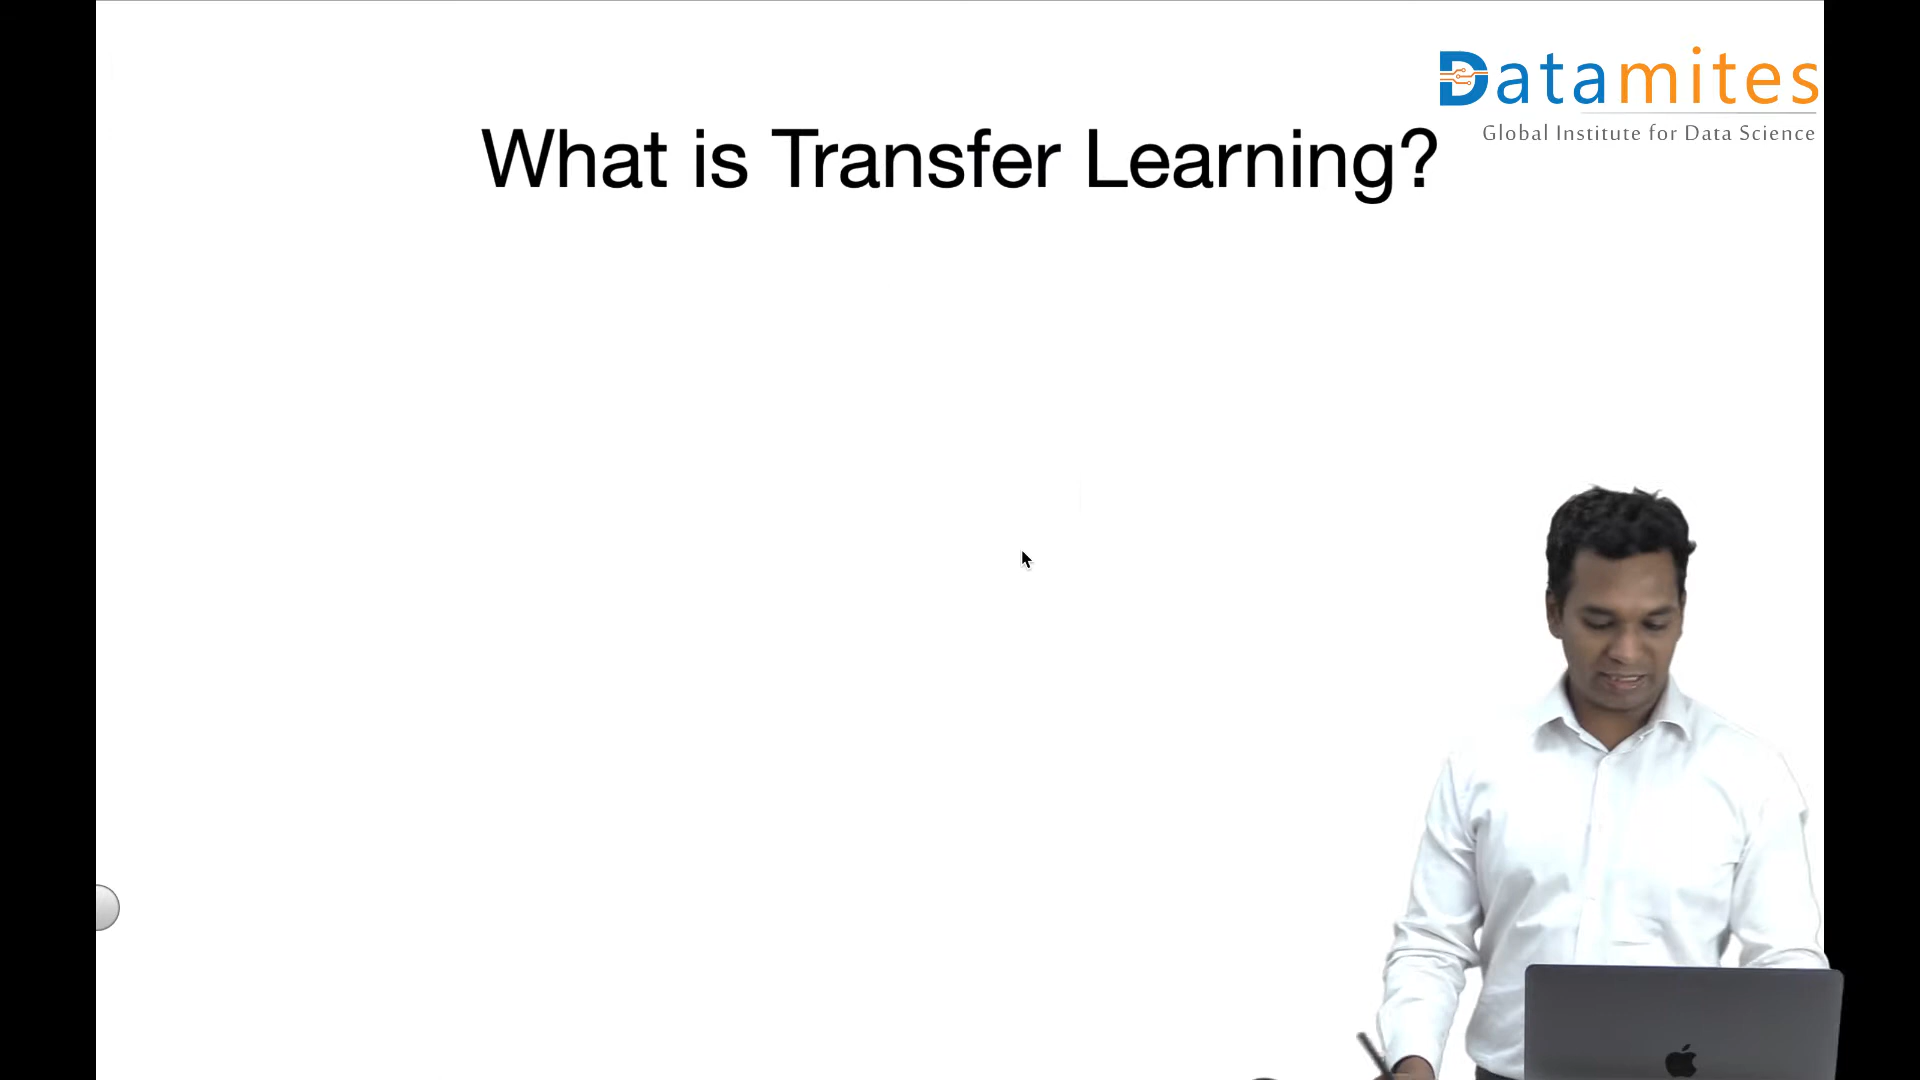 Datamites
Global Institute for Data Science
What is Transfer Learning?